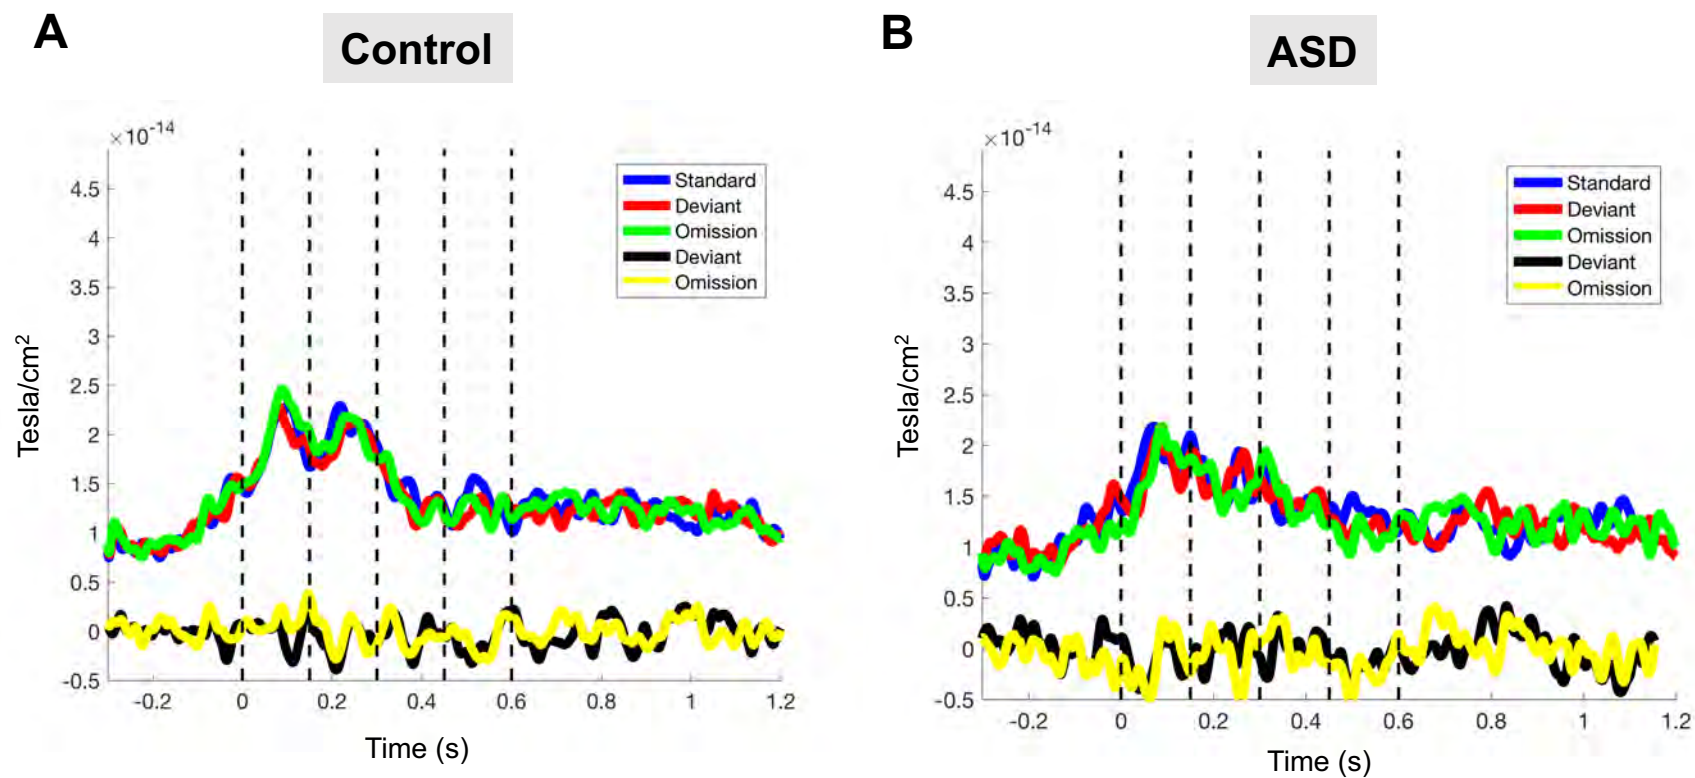 A
Control
×10-14
4.5
4
3.5
3
2.5
2
1.5
1
0.5
0
-0.5
Tesla/cm2
Standard
Deviant
Omission
Deviant
Omission
-0.2 0 0.2 0.4 0.6 0.8 1 1.2
Time (s)
B
ASD
×10-14
4.5
4
3.5
3
2.5
2
1.5
1
0.5
0
-0.5
Tesla/cm2
Standard
Deviant
Omission
Deviant
Omission
-0.2 0 0.2 0.4 0.6 0.8 1 1.2
Time (s)